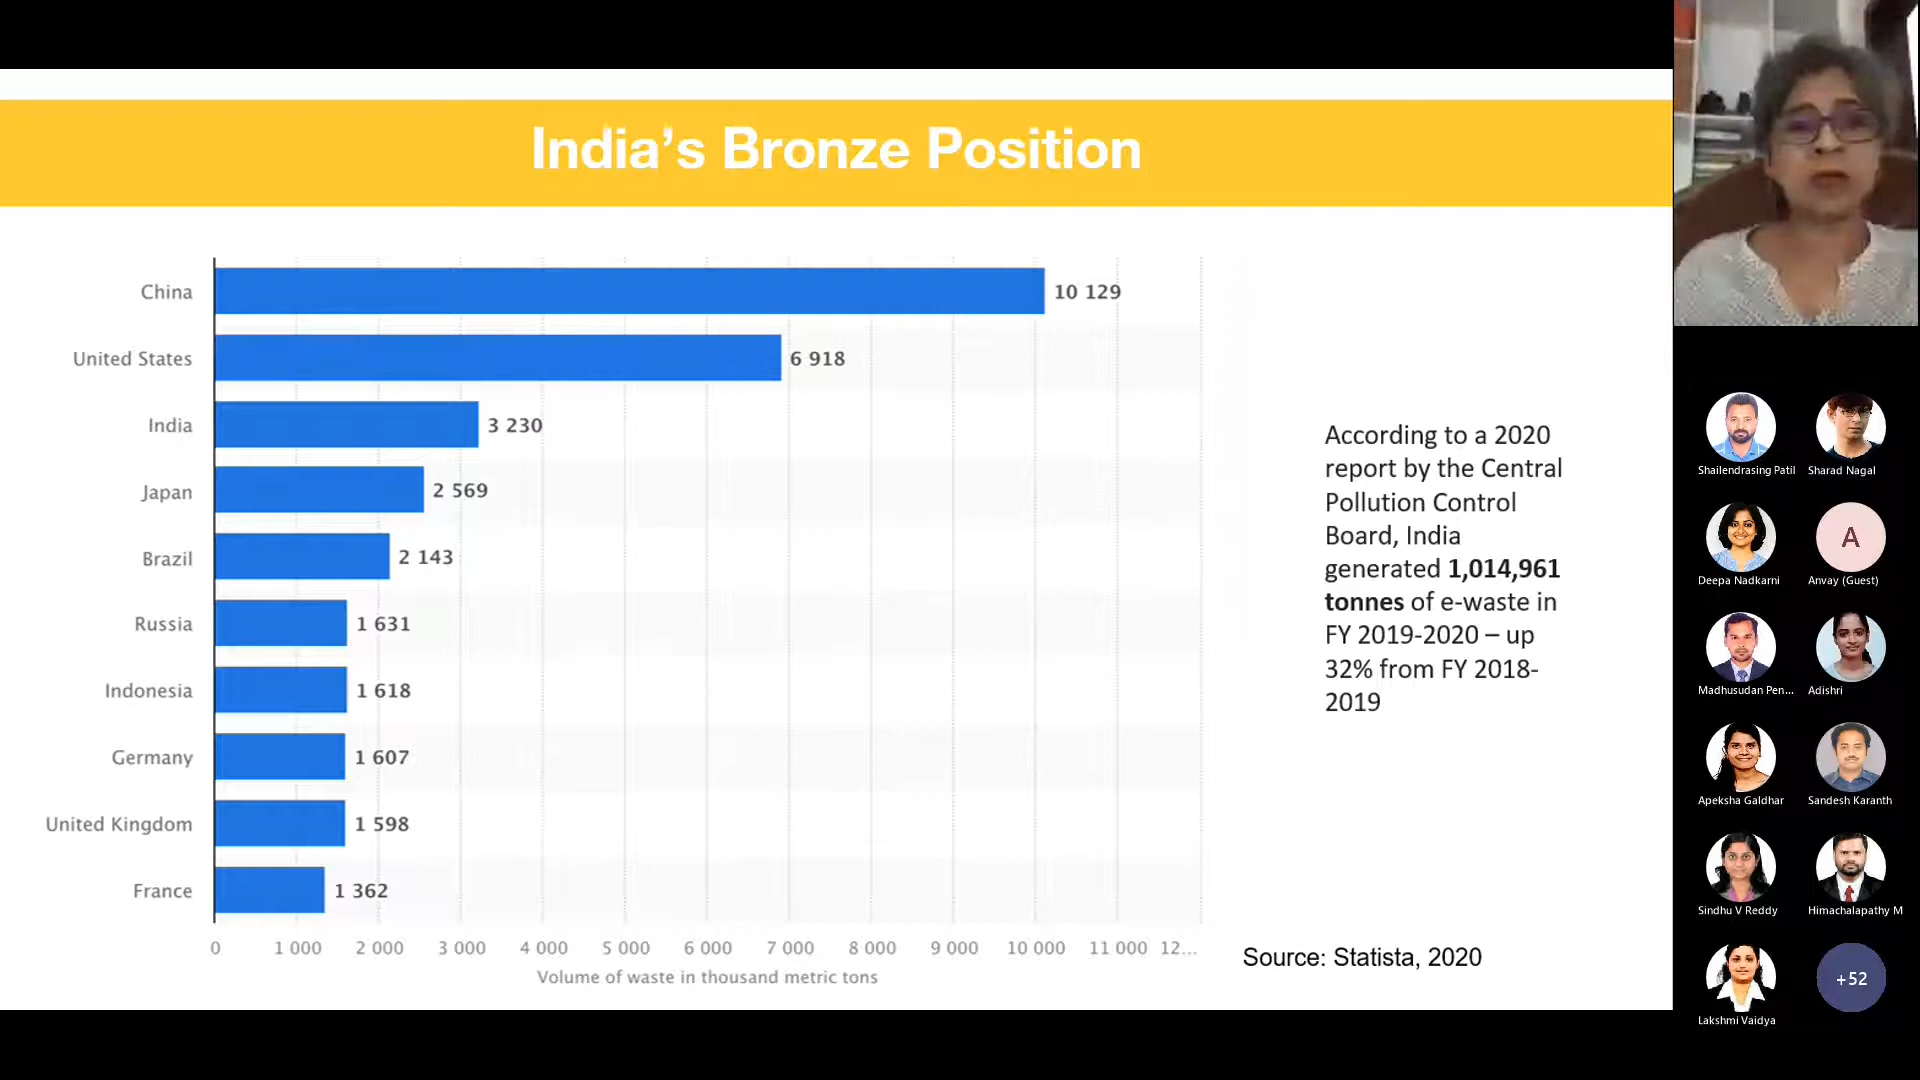 India’s Bronze Position
China
10 129
United States
6 918
India
3 230
Japan
2 569
Brazil
2 143
Russia
1 631
Indonesia
1 618
Germany
1 607
United Kingdom
1 598
France
1 362
0 1 000 2 000 3 000 4 000 5 000 6 000 7 000 8 000 9 000 10 000 11 000 12...
Volume of waste in thousand metric tons
According to a 2020
report by the Central
Pollution Control
Board, India
generated 1,014,961
tonnes of e-waste in
FY 2019-2020 – up
32% from FY 2018-
2019
Source: Statista, 2020
Shailendrasing Patil
Sharad Nagal
Deepa Nadkarni
A
Anvay (Guest)
Madhusudan Pen...
Adishri
Apeksha Galdhar
Sandesh Karanth
Sindhu V Reddy
Himachalapathy M
Lakshmi Vaidya
+52